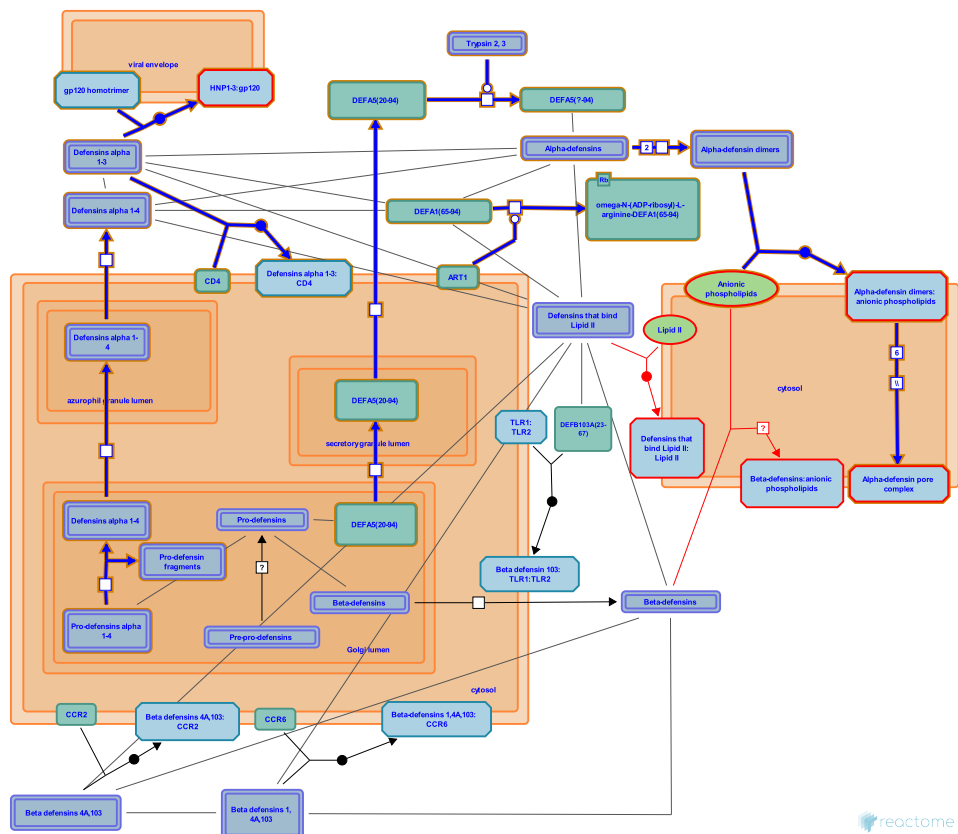 viral envelope
gp120 homotrimer
HNP1-3:gp120
Trypsin 2, 3
DEFA5(20-94)
DEFA5(?-94)
Defensins alpha
1-3
Alpha-defensins
2
Alpha-defensin dimers
Defensins alpha 1-4
DEFA1(65-94)
Rb
omega-N-(ADP-ribosyl)-L-
arginine-DEFA1(65-94)
CD4
Defensins alpha 1-3:
CD4
ART1
Anionic
phospholipids
Alpha-defensin dimers:
anionic phospholipids
Defensins that bind
Lipid II
Lipid II
Defensins alpha 1-
4
6
\\
cytosol
azurophil granule lumen
DEFA5(20-94)
secretory granule lumen
TLR1:
TLR2
DEFB103A(23-
67)
Defensins that
bind Lipid II:
Lipid II
?
Beta-defensins:anionic
phospholipids
Alpha-defensin pore
complex
Defensins alpha 1-4
Pro-defensins
DEFA5(20-94)
Pro-defensin
fragments
?
Beta defensin 103:
TLR1:TLR2
Beta-defensins
Beta-defensins
Pro-defensins alpha
1-4
Pre-pro-defensins
Golgi lumen
cytosol
CCR2
Beta defensins 4A,103:
CCR2
CCR6
Beta-defensins 1,4A,103:
CCR6
Beta defensins 4A,103
Beta defensins 1,
4A,103
reactome